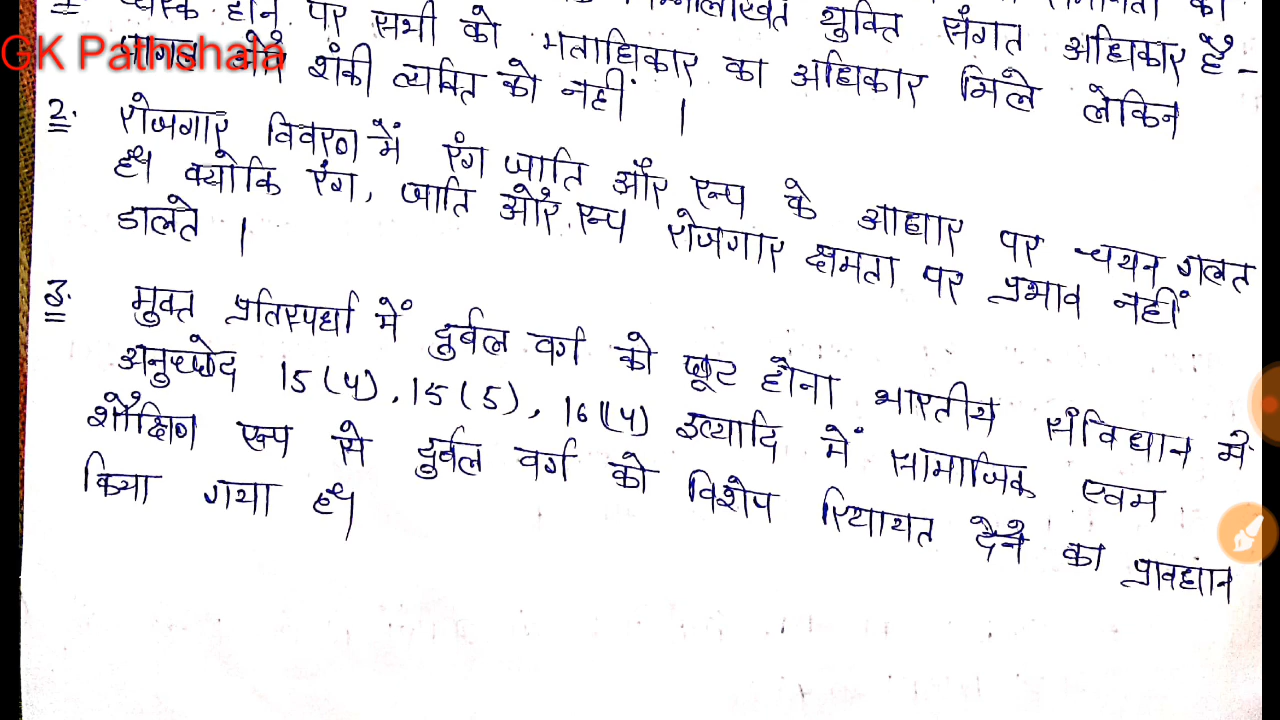 युक्ति संगत अधिकार है -
होने पर सभी को मताधिकार का अधिकार मिले लेकिन
GK Pathshala
और शंकी व्यक्ति को नहीं ।
2. रोजगार विवरण में रंग जाति और रूप के आधार पर चयन गलत
है। क्योकि रंग, जाति और रूप रोजगार क्षमता पर प्रभाव नहीं
डालते ।
3. मुक्त प्रतिस्पर्धा में दुर्बल वर्ग को छूट होना भारतीय संविधान में
अनुच्छेद 15(4), 15(5), 16(4) इत्यादि में सामाजिक एवम
शैक्षिण रूप से दुर्बल वर्ग को विशेष रियायत देने का प्रावधान
किया गया है।